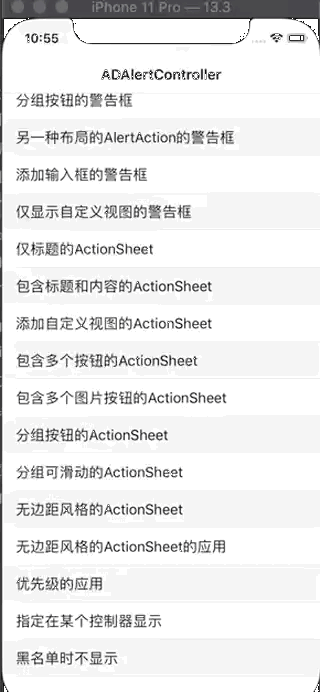 iPhone 11 Pro — 13.3
10:55
ADAlertController
分组按钮的警告框
另一种布局的AlertAction的警告框
添加输入框的警告框
仅显示自定义视图的警告框
仅标题的ActionSheet
包含标题和内容的ActionSheet
添加自定义视图的ActionSheet
包含多个按钮的ActionSheet
包含多个图片按钮的ActionSheet
分组按钮的ActionSheet
分组可滑动的ActionSheet
无边距风格的ActionSheet
无边距风格的ActionSheet的应用
优先级的应用
指定在某个控制器显示
黑名单时不显示